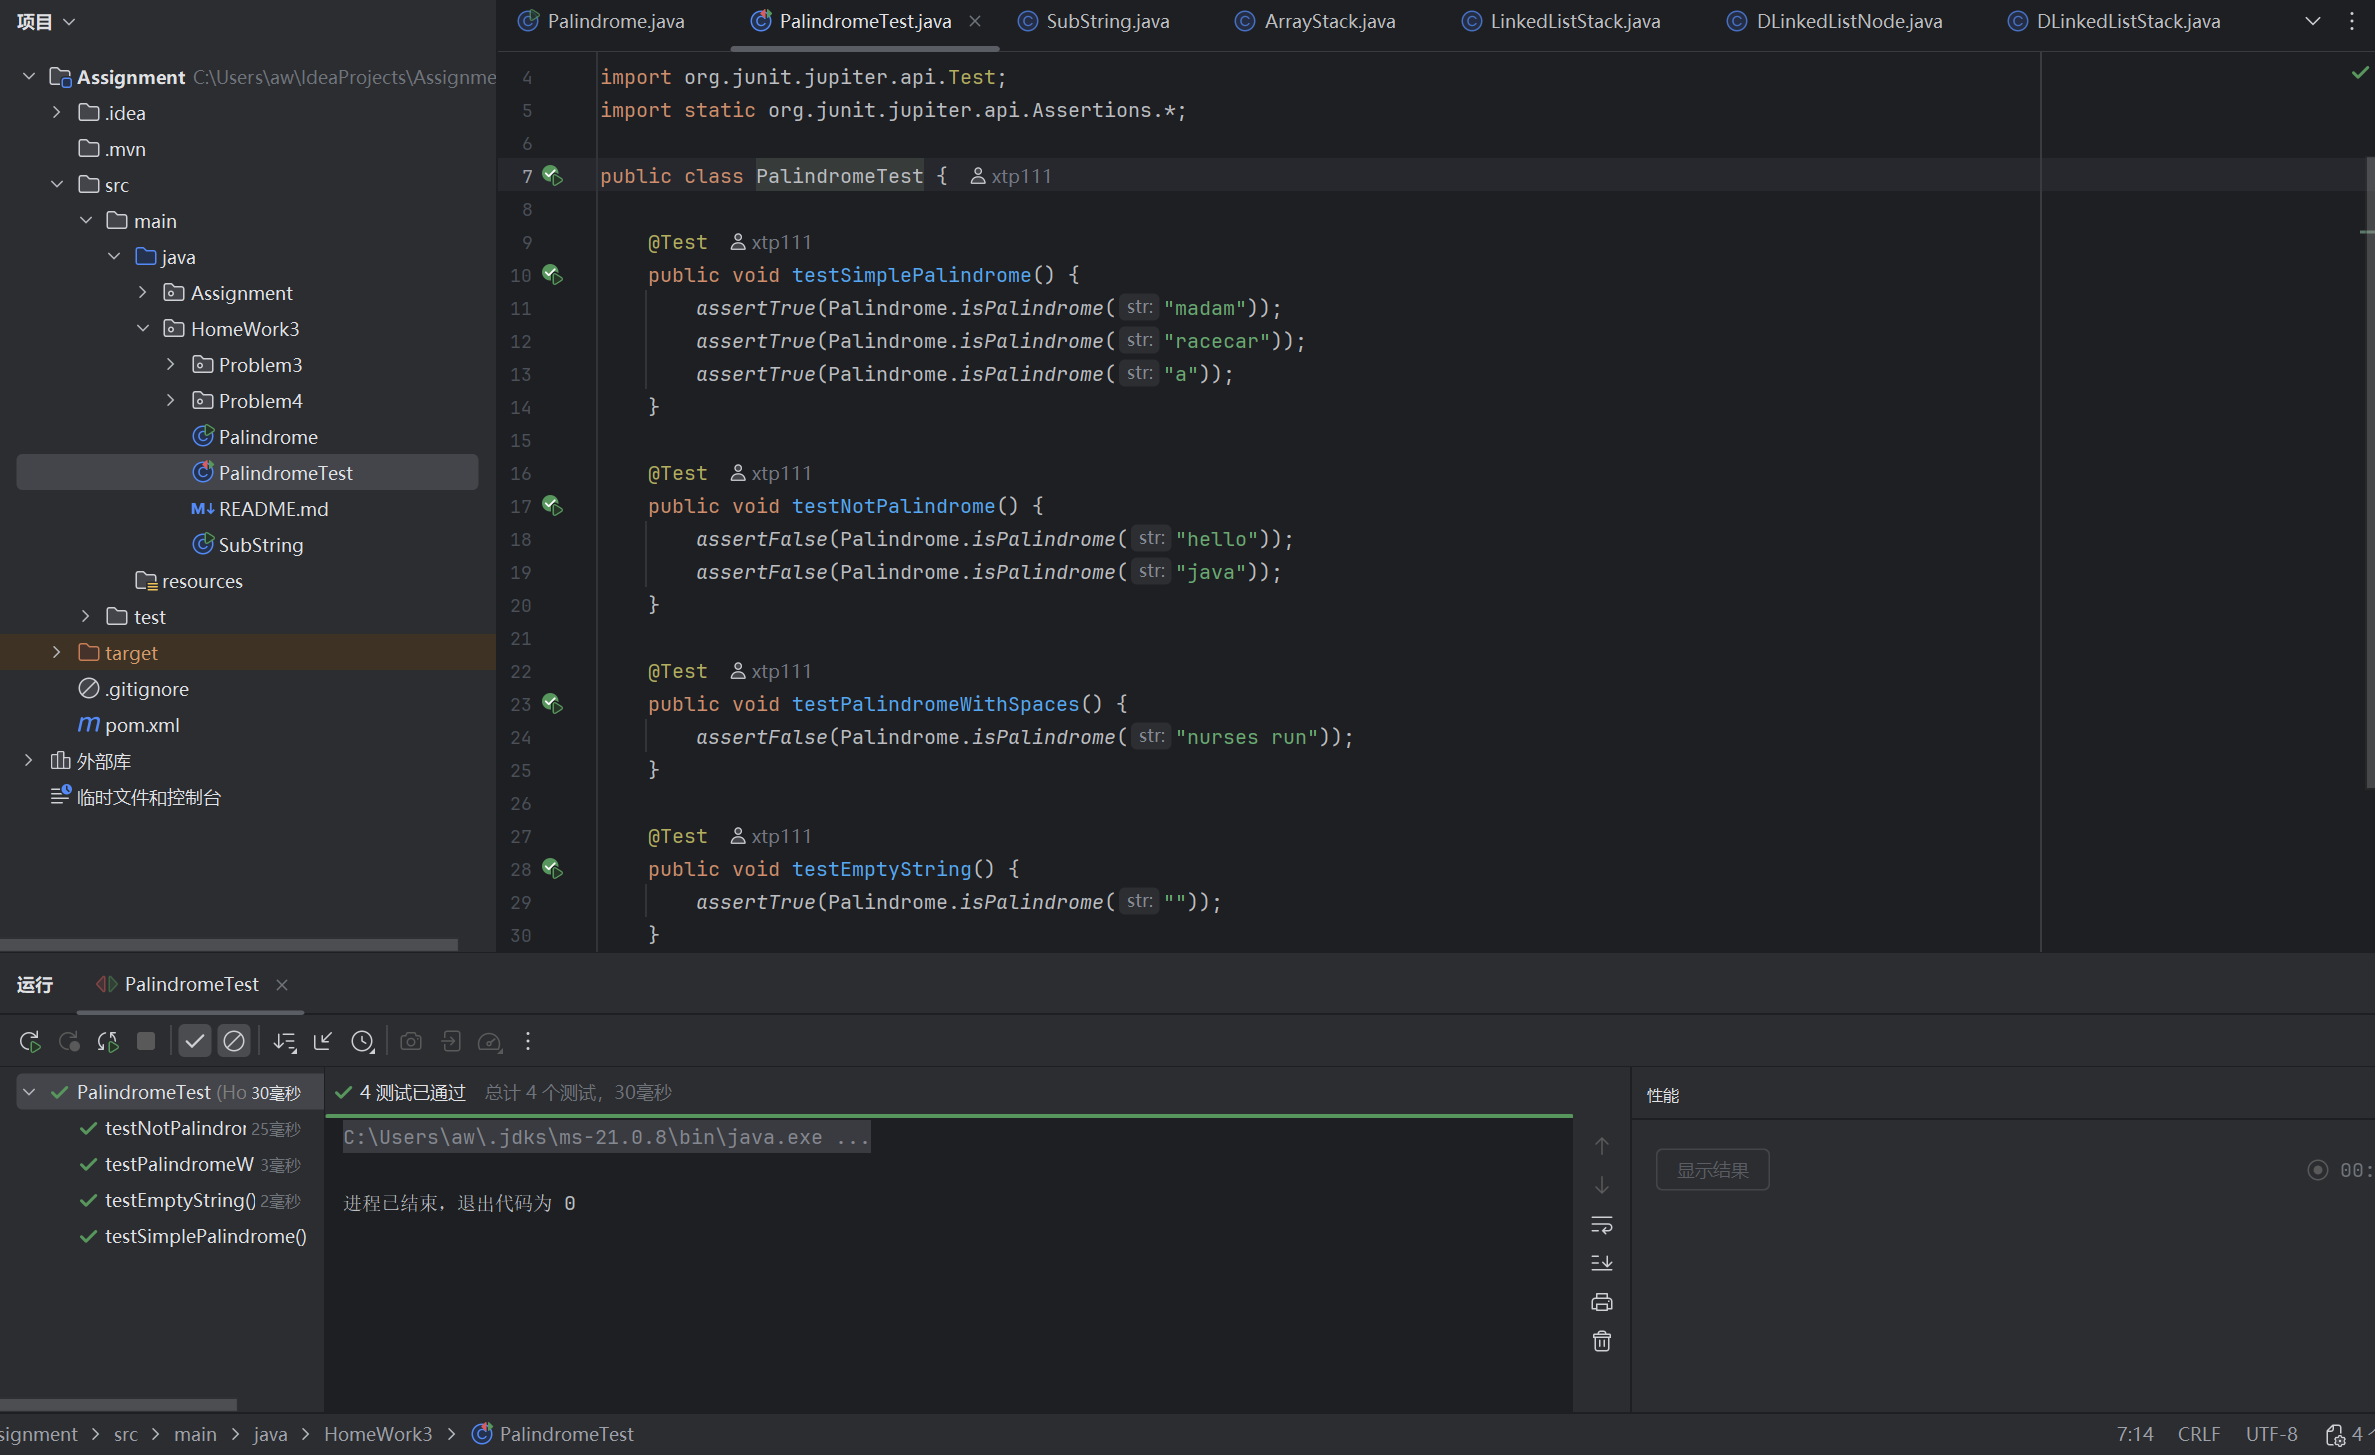 项目
Palindrome.java
PalindromeTest.java
SubString.java
ArrayStack.java
LinkedListStack.java
DLinkedListNode.java
DLinkedListStack.java
Assignment C:\Users\aw\IdeaProjects\Assignme
.idea
.mvn
src
main
java
Assignment
HomeWork3
Problem3
Problem4
Palindrome
PalindromeTest
M↓ README.md
SubString
resources
test
target
.gitignore
m pom.xml
外部库
临时文件和控制台
4 import org.junit.jupiter.api.Test;
5 import static org.junit.jupiter.api.Assertions.*;
6
7 public class PalindromeTest { xtp111
8
9 @Test xtp111
10 public void testSimplePalindrome() {
11 assertTrue(Palindrome.isPalindrome( str: "madam"));
12 assertTrue(Palindrome.isPalindrome( str: "racecar"));
13 assertTrue(Palindrome.isPalindrome( str: "a"));
14 }
15
16 @Test xtp111
17 public void testNotPalindrome() {
18 assertFalse(Palindrome.isPalindrome( str: "hello"));
19 assertFalse(Palindrome.isPalindrome( str: "java"));
20 }
21
22 @Test xtp111
23 public void testPalindromeWithSpaces() {
24 assertFalse(Palindrome.isPalindrome( str: "nurses run"));
25 }
26
27 @Test xtp111
28 public void testEmptyString() {
29 assertTrue(Palindrome.isPalindrome( str: ""));
30 }
运行 PalindromeTest
PalindromeTest (Ho 30毫秒
testNotPalindror 25毫秒
testPalindromeW 3毫秒
testEmptyString() 2毫秒
testSimplePalindrome()
4 测试已通过 总计 4 个测试, 30毫秒
C:\Users\aw\.jdks\ms-21.0.8\bin\java.exe ...
进程已结束，退出代码为 0
性能
显示结果
00:
signment > src > main > java > HomeWork3 > PalindromeTest
7:14 CRLF UTF-8 4